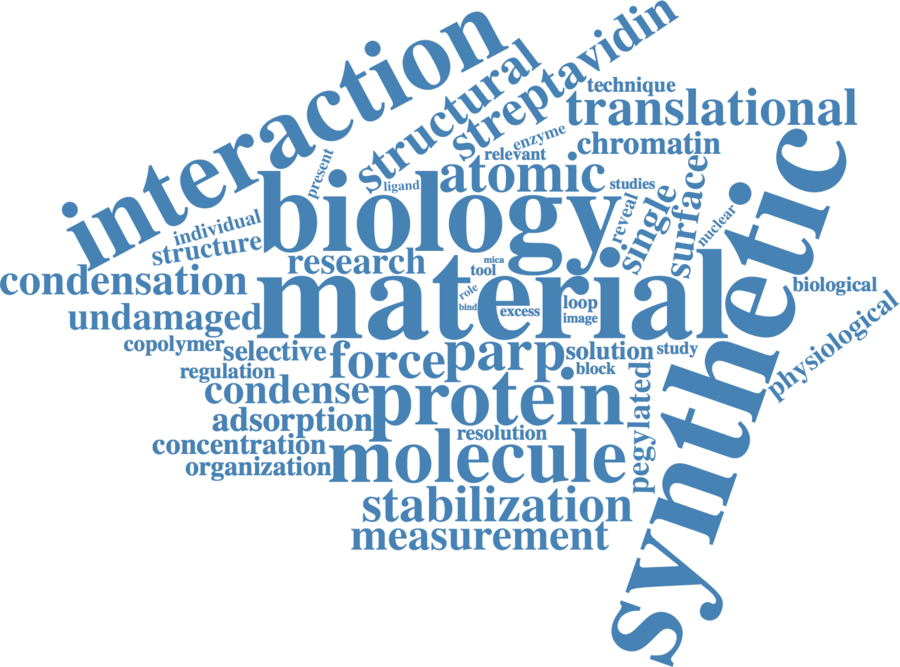 interaction
structural
streptavidin
technique
translational
enzyme
chromatin
relevant
present
ligand
atomic
studies
biology
individual
structure
reveal
single
surface
nuclear
synthetic
research
mica
tool
condensation
material
role
bind
excess
loop
image
biological
undamaged
physiological
copolymer
selective
force
parp
solution
study
regulation
block
condense
protein
pegylated
adsorption
resolution
concentration
molecule
organization
stabilization
measurement